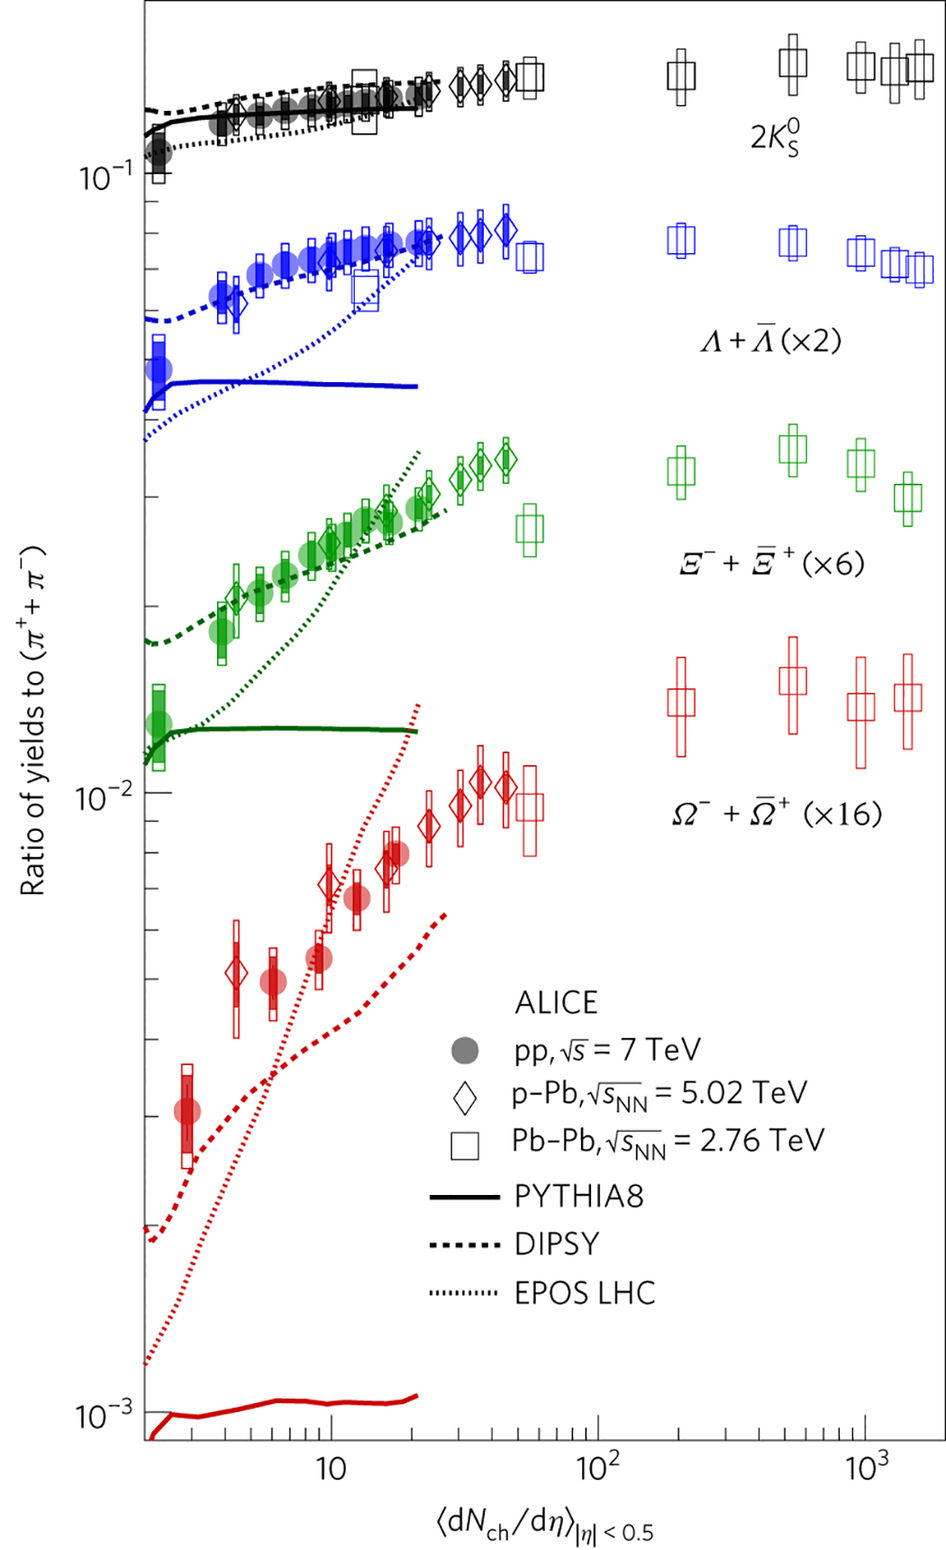 Ratio of yields to (π⁺ + π⁻)
10⁻¹
10⁻²
10⁻³
2K⁰S
Λ + Λ̅ (×2)
Ξ⁻ + Ξ̅⁺ (×6)
Ω⁻ + Ω̅⁺ (×16)
ALICE
pp, √s = 7 TeV
p–Pb, √sNN = 5.02 TeV
Pb–Pb, √sNN = 2.76 TeV
PYTHIA8
DIPSY
EPOS LHC
10 10² 10³
⟨dNch/dη⟩|η| < 0.5